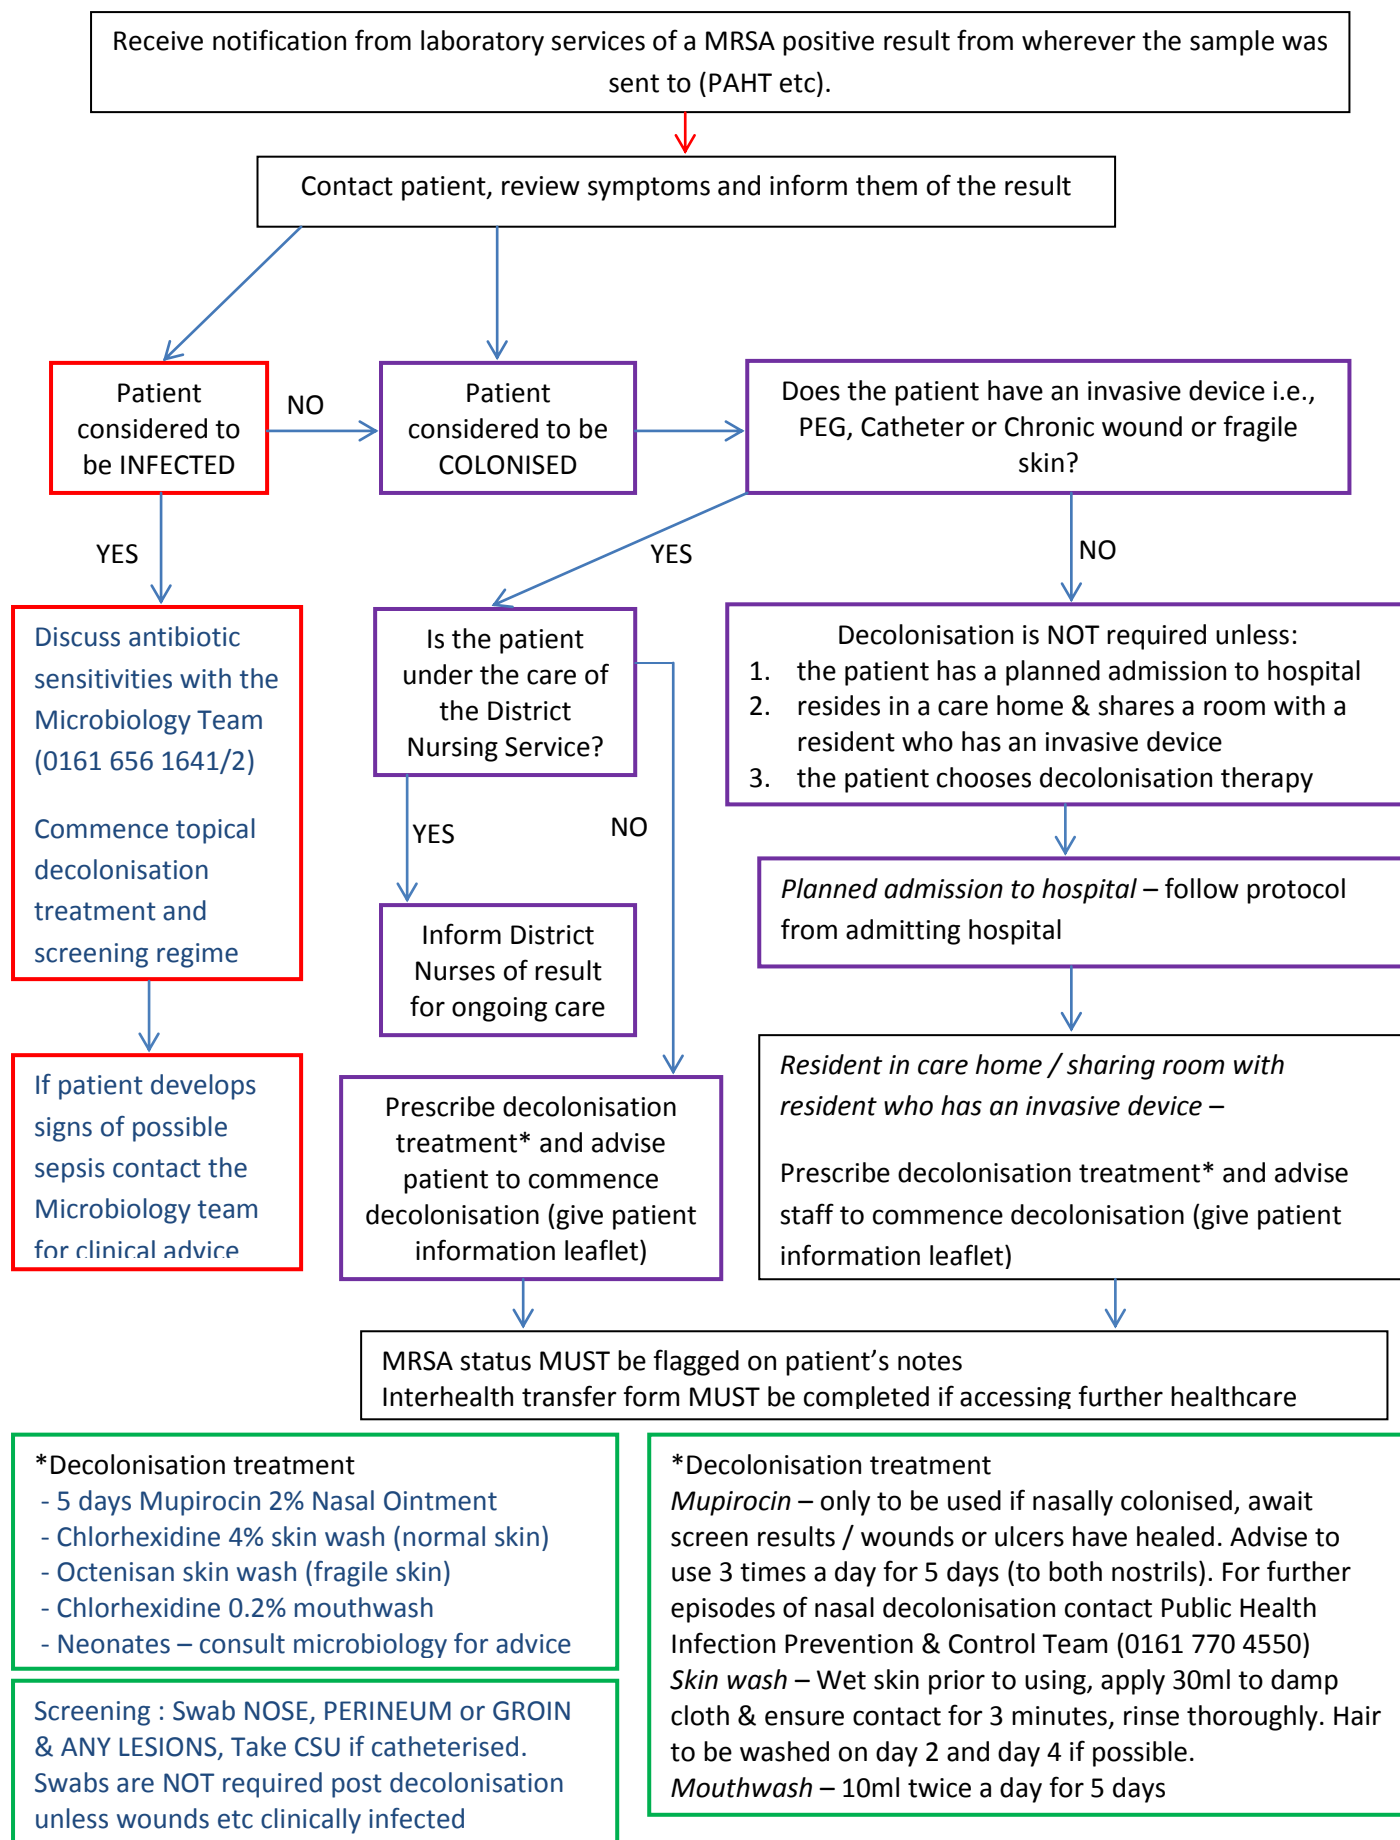 Receive notification from laboratory services of a MRSA positive result from wherever the sample was
sent to (PAHT etc).
Contact patient, review symptoms and inform them of the result
Patient
considered to
be INFECTED
NO
Patient
considered to be
COLONISED
Does the patient have an invasive device i.e.,
PEG, Catheter or Chronic wound or fragile
skin?
YES
YES
NO
Discuss antibiotic
sensitivities with the
Microbiology Team
(0161 656 1641/2)
Commence topical
decolonisation
treatment and
screening regime
Is the patient
under the care of
the District
Nursing Service?
Decolonisation is NOT required unless:
1. the patient has a planned admission to hospital
2. resides in a care home & shares a room with a
resident who has an invasive device
3. the patient chooses decolonisation therapy
YES
NO
Planned admission to hospital – follow protocol
from admitting hospital
Inform District
Nurses of result
for ongoing care
If patient develops
signs of possible
sepsis contact the
Microbiology team
for clinical advice
Prescribe decolonisation
treatment* and advise
patient to commence
decolonisation (give patient
information leaflet)
Resident in care home / sharing room with
resident who has an invasive device –
Prescribe decolonisation treatment* and advise
staff to commence decolonisation (give patient
information leaflet)
MRSA status MUST be flagged on patient's notes
Interhealth transfer form MUST be completed if accessing further healthcare
*Decolonisation treatment
- 5 days Mupirocin 2% Nasal Ointment
- Chlorhexidine 4% skin wash (normal skin)
- Octenisan skin wash (fragile skin)
- Chlorhexidine 0.2% mouthwash
- Neonates – consult microbiology for advice
Screening : Swab NOSE, PERINEUM or GROIN
& ANY LESIONS, Take CSU if catheterised.
Swabs are NOT required post decolonisation
unless wounds etc clinically infected
*Decolonisation treatment
Mupirocin – only to be used if nasally colonised, await
screen results / wounds or ulcers have healed. Advise to
use 3 times a day for 5 days (to both nostrils). For further
episodes of nasal decolonisation contact Public Health
Infection Prevention & Control Team (0161 770 4550)
Skin wash – Wet skin prior to using, apply 30ml to damp
cloth & ensure contact for 3 minutes, rinse thoroughly. Hair
to be washed on day 2 and day 4 if possible.
Mouthwash – 10ml twice a day for 5 days